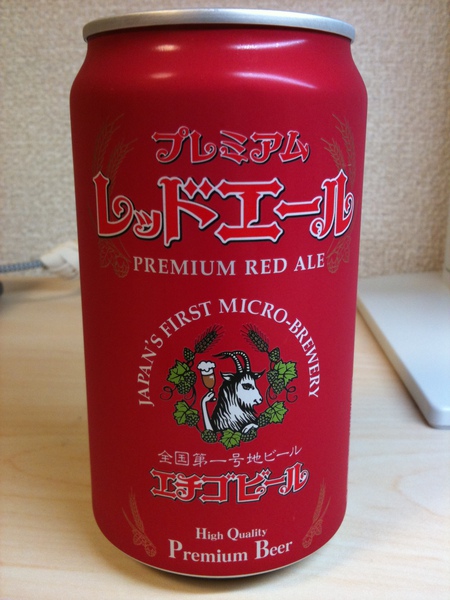 プレミアム
レッドエール
PREMIUM RED ALE
JAPAN'S FIRST MICRO-BREWERY
全国第一号地ビール
エチゴビール
High Quality
Premium Beer